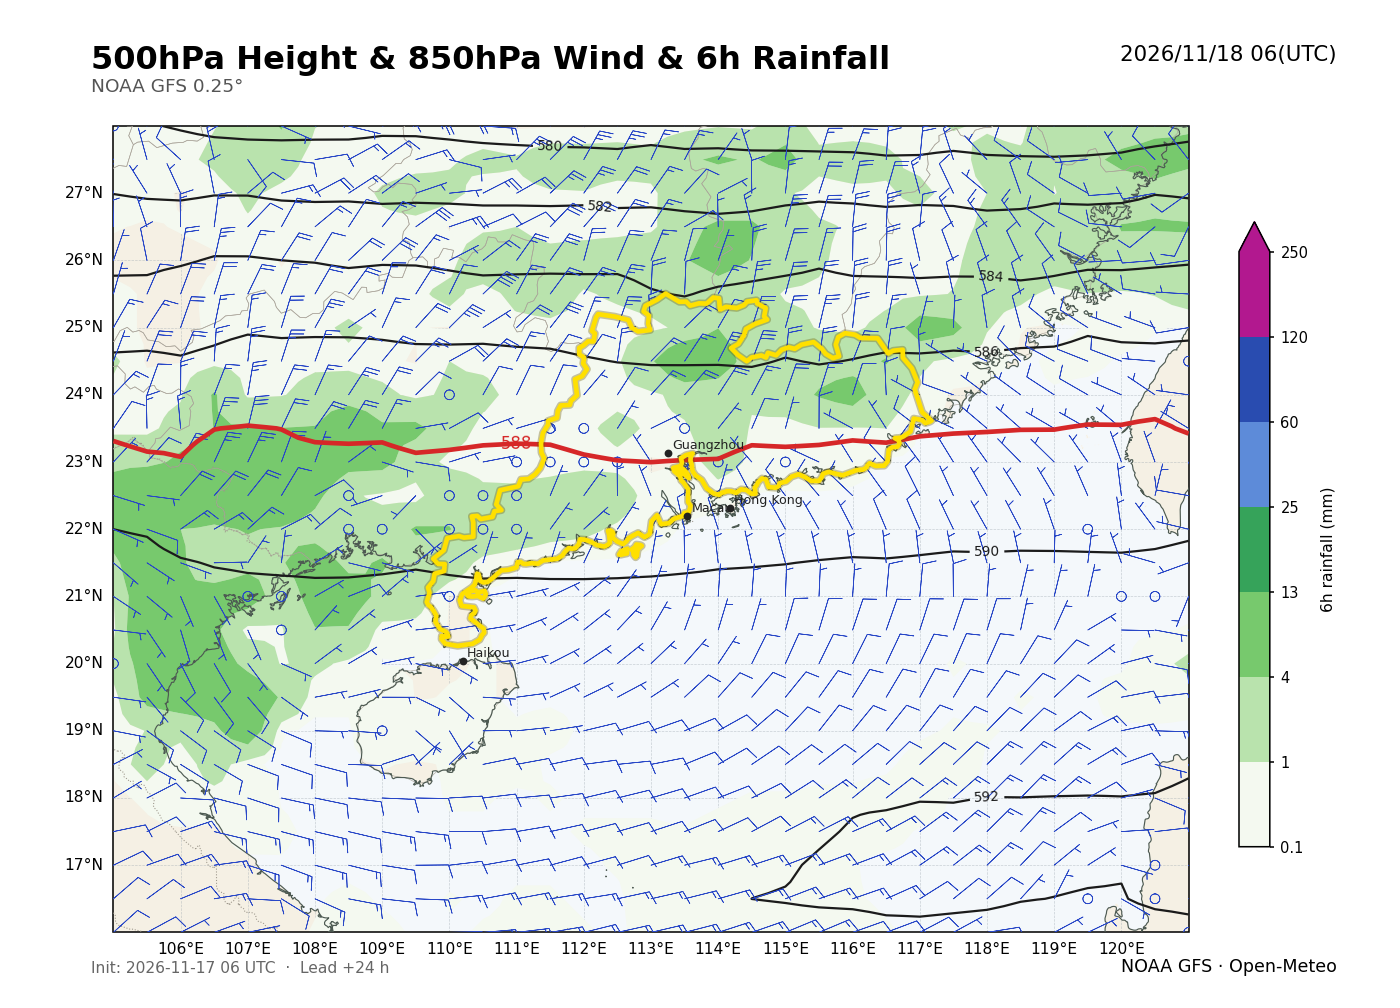 500hPa Height & 850hPa Wind & 6h Rainfall
2026/11/18 06(UTC)
NOAA GFS 0.25°
580
582
584
586
588
590
592
Guangzhou
Hong Kong
Macau
Haikou
27°N
26°N
25°N
24°N
23°N
22°N
21°N
20°N
19°N
18°N
17°N
106°E 107°E 108°E 109°E 110°E 111°E 112°E 113°E 114°E 115°E 116°E 117°E 118°E 119°E 120°E
250
120
60
25
13
4
1
0.1
6h rainfall (mm)
Init: 2026-11-17 06 UTC · Lead +24 h
NOAA GFS · Open-Meteo